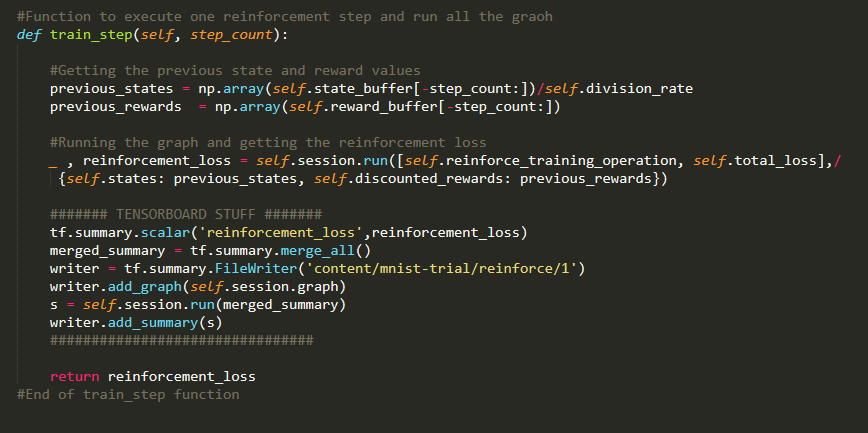 #Function to execute one reinforcement step and run all the graoh
def train_step(self, step_count):
#Getting the previous state and reward values
previous_states = np.array(self.state_buffer[-step_count:])/self.division_rate
previous_rewards  = np.array(self.reward_buffer[-step_count:])
#Running the graph and getting the reinforcement loss
_ , reinforcement_loss = self.session.run([self.reinforce_training_operation, self.total_loss],/
{self.states: previous_states, self.discounted_rewards: previous_rewards})
####### TENSORBOARD STUFF #######
tf.summary.scalar('reinforcement_loss',reinforcement_loss)
merged_summary = tf.summary.merge_all()
writer = tf.summary.FileWriter('content/mnist-trial/reinforce/1')
writer.add_graph(self.session.graph)
s = self.session.run(merged_summary)
writer.add_summary(s)
################################
return reinforcement_loss
#End of train_step function